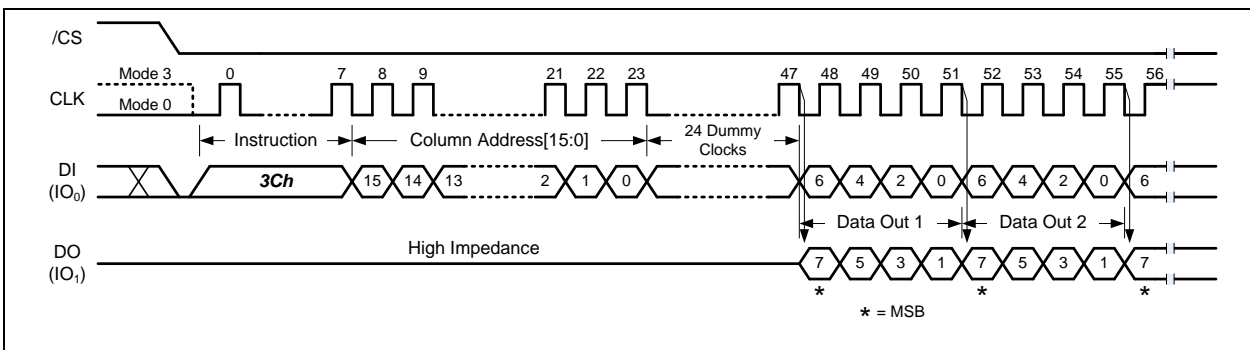 /CS
Mode 3 0 7 8 9 21 22 23 47 48 49 50 51 52 53 54 55 56
CLK
Mode 0
Instruction Column Address[15:0] 24 Dummy
Clocks
DI
(IO₀)
3Ch 15 14 13 2 1 0 6 4 2 0 6 4 2 0 6
Data Out 1 Data Out 2
DO
(IO₁)
High Impedance
7 5 3 1 7 5 3 1 7
* * *
* = MSB